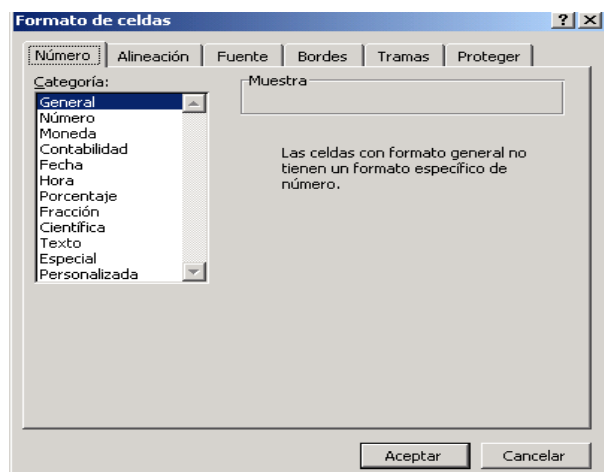 Formato de celdas
Número Alineación Fuente Bordes Tramas Proteger
Categoría:
General
Número
Moneda
Contabilidad
Fecha
Hora
Porcentaje
Fracción
Científica
Texto
Especial
Personalizada
Muestra
Las celdas con formato general no
tienen un formato específico de
número.
Aceptar Cancelar